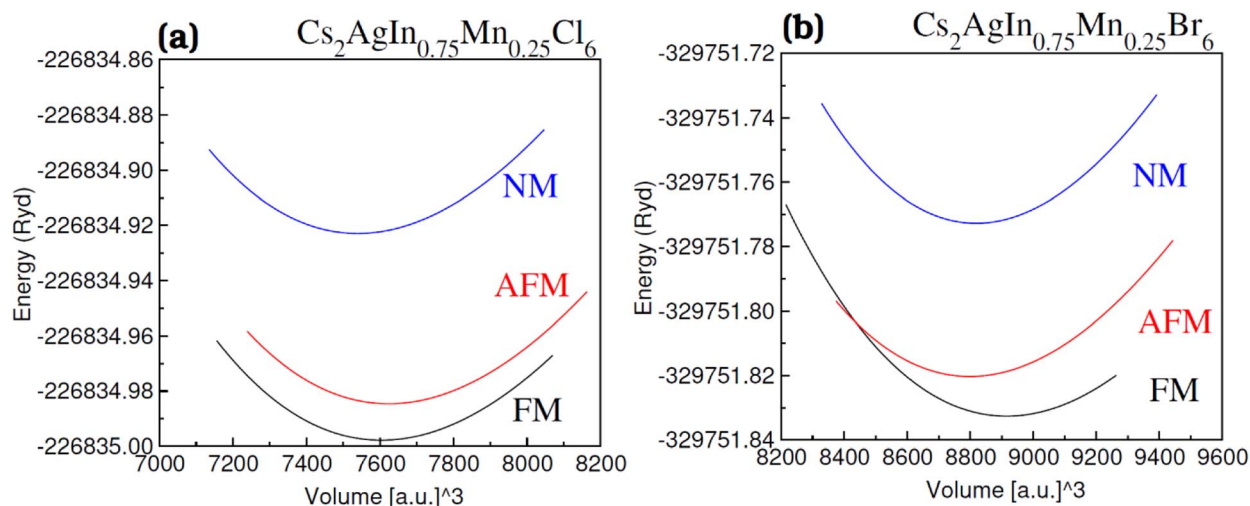 (a) Cs2AgIn0.75Mn0.25Cl6
-226834.86
-226834.88
-226834.90
-226834.92
-226834.94
-226834.96
-226834.98
-226835.00
Energy (Ryd)
NM
AFM
FM
7000 7200 7400 7600 7800 8000 8200
Volume [a.u.]^3
(b) Cs2AgIn0.75Mn0.25Br6
-329751.72
-329751.74
-329751.76
-329751.78
-329751.80
-329751.82
-329751.84
Energy (Ryd)
NM
AFM
FM
8200 8400 8600 8800 9000 9200 9400 9600
Volume [a.u.]^3